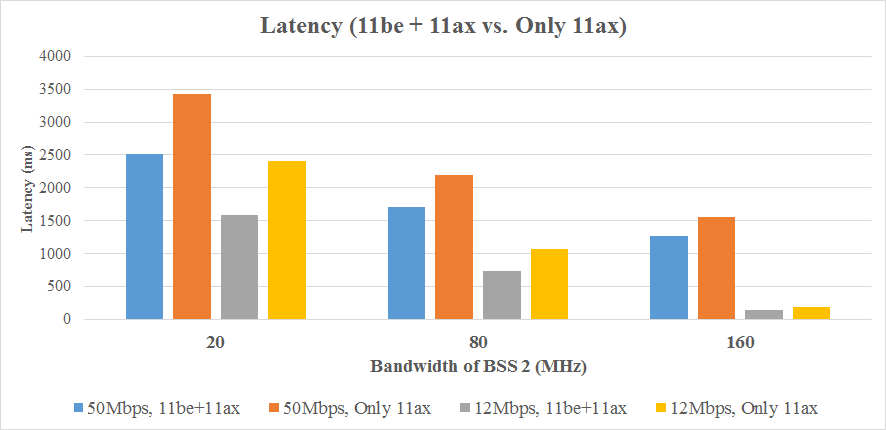 Latency (11be + 11ax vs. Only 11ax)
4000
3500
3000
2500
2000
1500
1000
500
0
Latency (ms)
20 80 160
Bandwidth of BSS 2 (MHz)
50Mbps, 11be+11ax 50Mbps, Only 11ax 12Mbps, 11be+11ax 12Mbps, Only 11ax